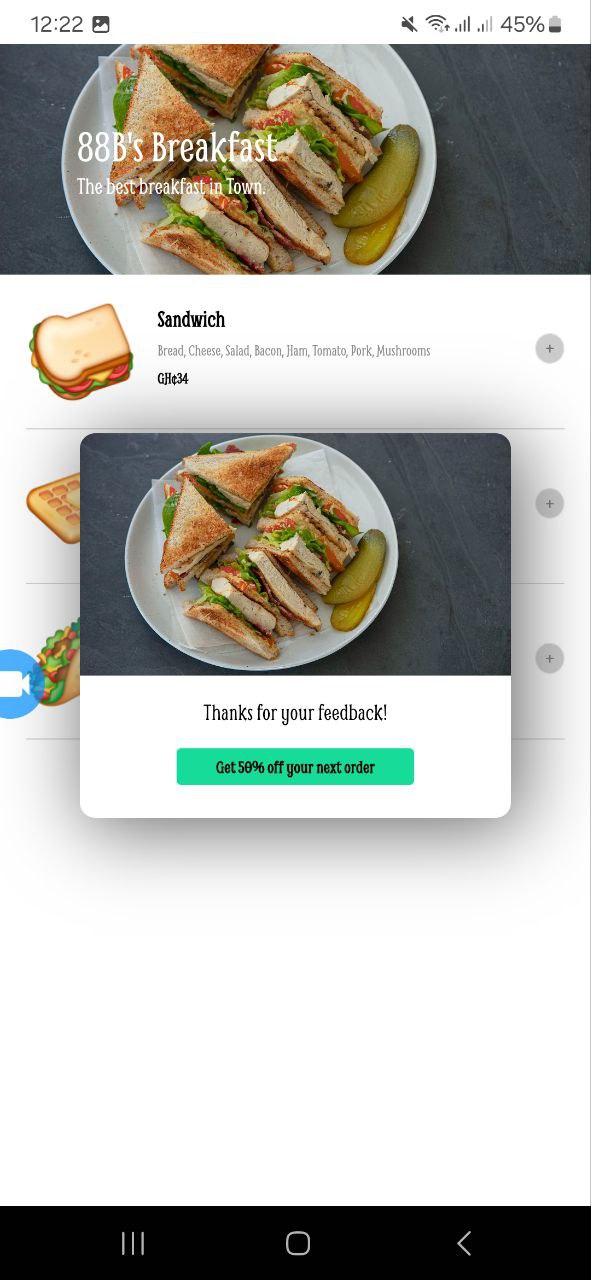 12:22
45%
88B's Breakfast
The best breakfast in Town.
Sandwich
Bread, Cheese, Salad, Bacon, Ham, Tomato, Pork, Mushrooms
GH¢34
+
+
+
Thanks for your feedback!
Get 50% off your next order